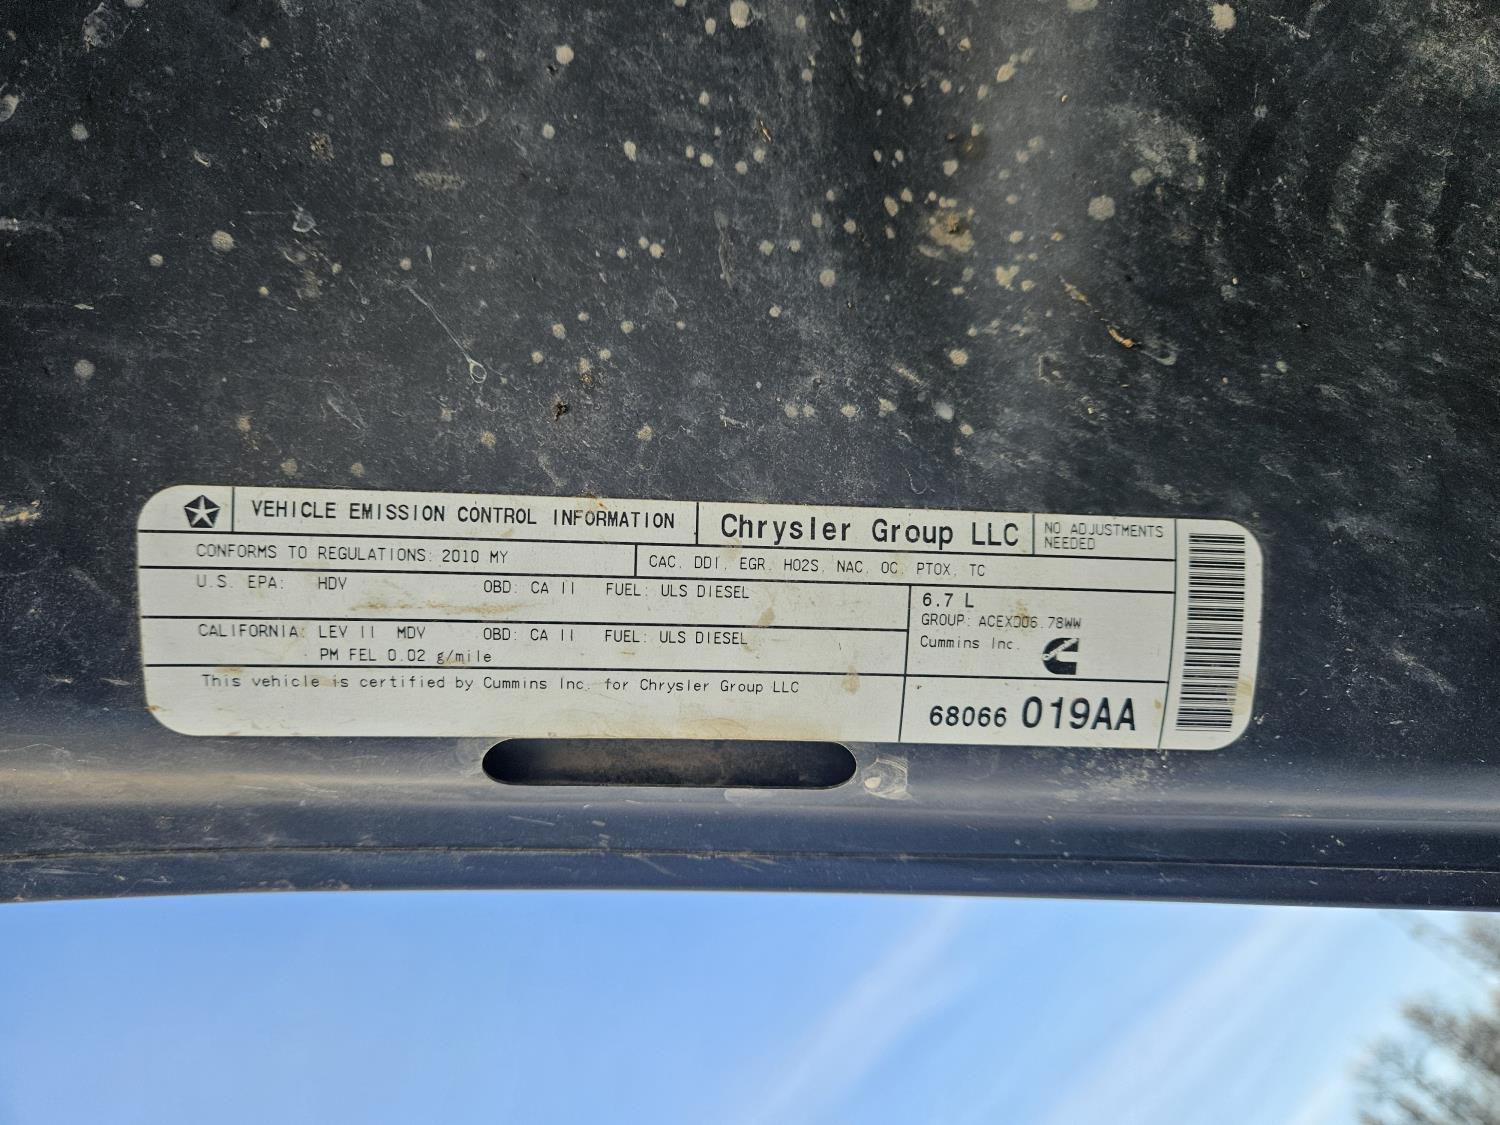 VEHICLE EMISSION CONTROL INFORMATION
Chrysler Group LLC
NO ADJUSTMENTS
NEEDED
CONFORMS TO REGULATIONS: 2010 MY
CAC, DDI, EGR, HO2S, NAC, OC, PTOX, TC
U.S. EPA: HDV OBD: CA II FUEL: ULS DIESEL
CALIFORNIA: LEV II MDV OBD: CA II FUEL: ULS DIESEL
PM FEL 0.02 g/mile
6.7 L
GROUP: ACEXD06.78WW
Cummins Inc.
This vehicle is certified by Cummins Inc. for Chrysler Group LLC
68066 019AA